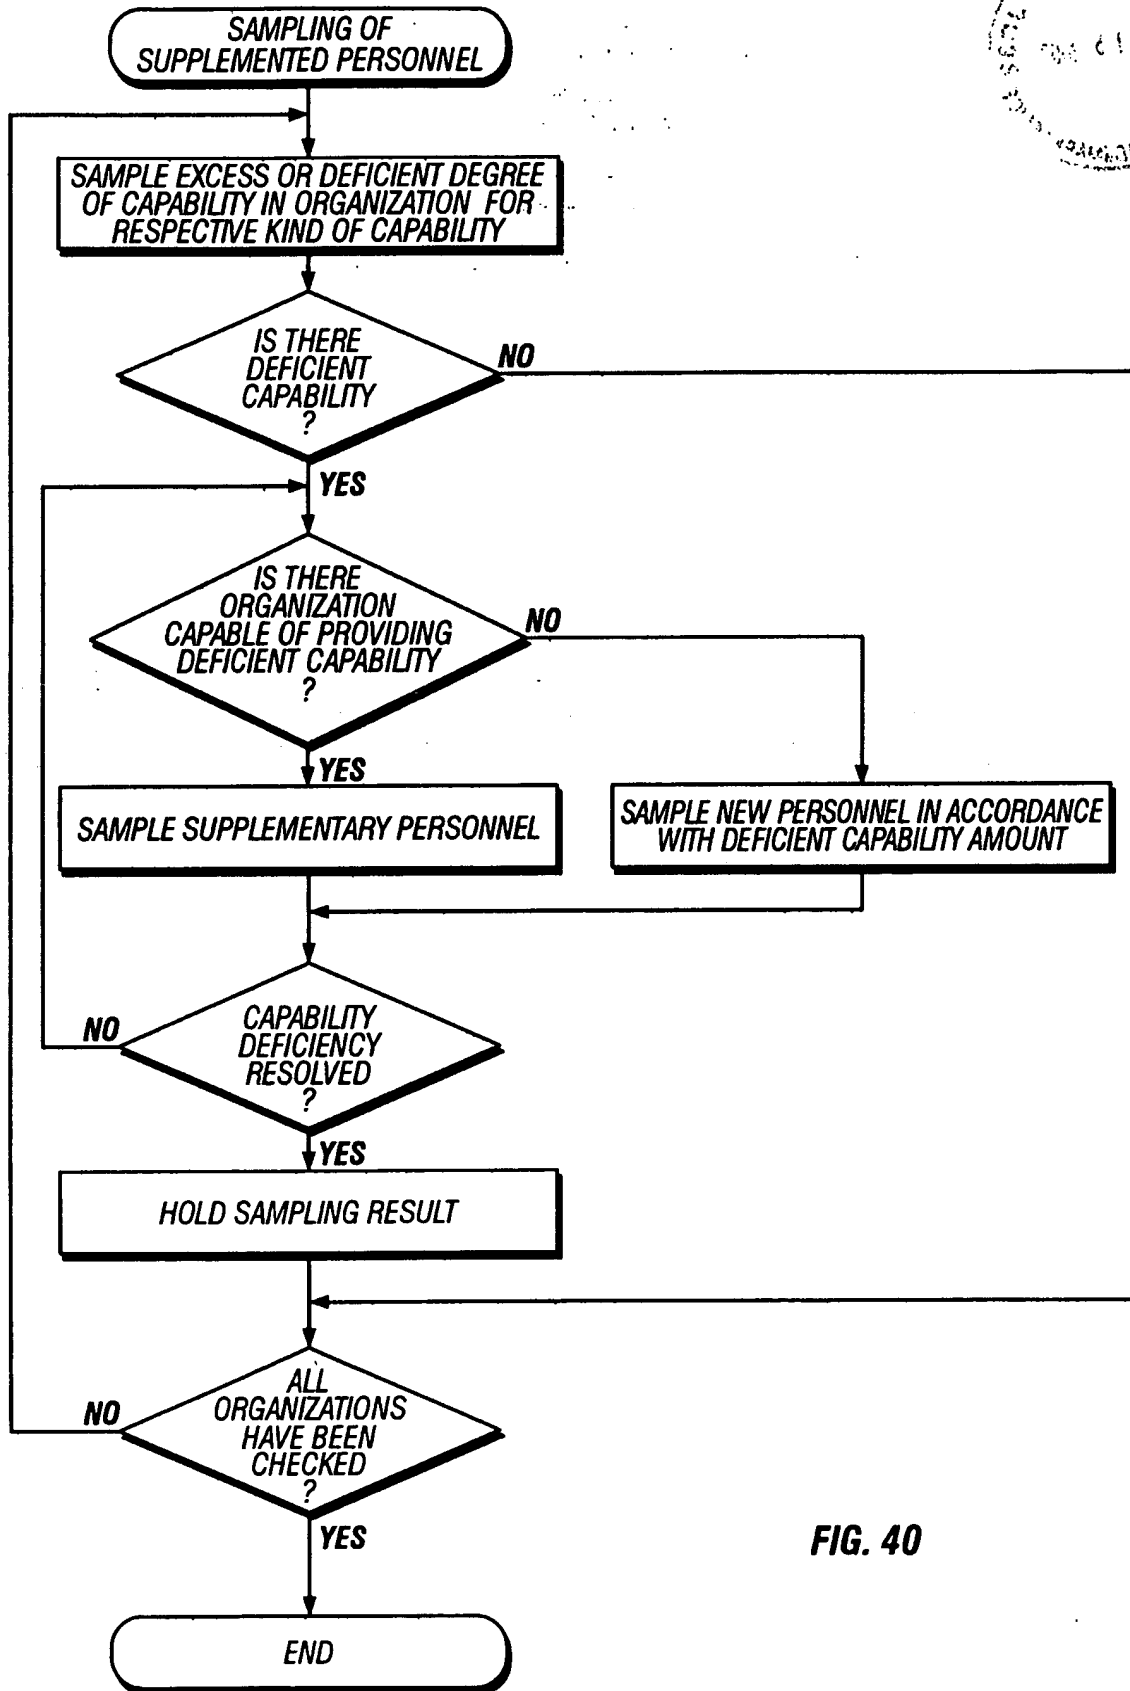 SAMPLING OF
SUPPLEMENTED PERSONNEL
SAMPLE EXCESS OR DEFICIENT DEGREE
OF CAPABILITY IN ORGANIZATION FOR
RESPECTIVE KIND OF CAPABILITY
IS THERE
DEFICIENT
CAPABILITY
?
NO
YES
IS THERE
ORGANIZATION
CAPABLE OF PROVIDING
DEFICIENT CAPABILITY
?
NO
YES
SAMPLE SUPPLEMENTARY PERSONNEL
SAMPLE NEW PERSONNEL IN ACCORDANCE
WITH DEFICIENT CAPABILITY AMOUNT
CAPABILITY
DEFICIENCY
RESOLVED
?
NO
YES
HOLD SAMPLING RESULT
ALL
ORGANIZATIONS
HAVE BEEN
CHECKED
?
NO
YES
END
FIG. 40